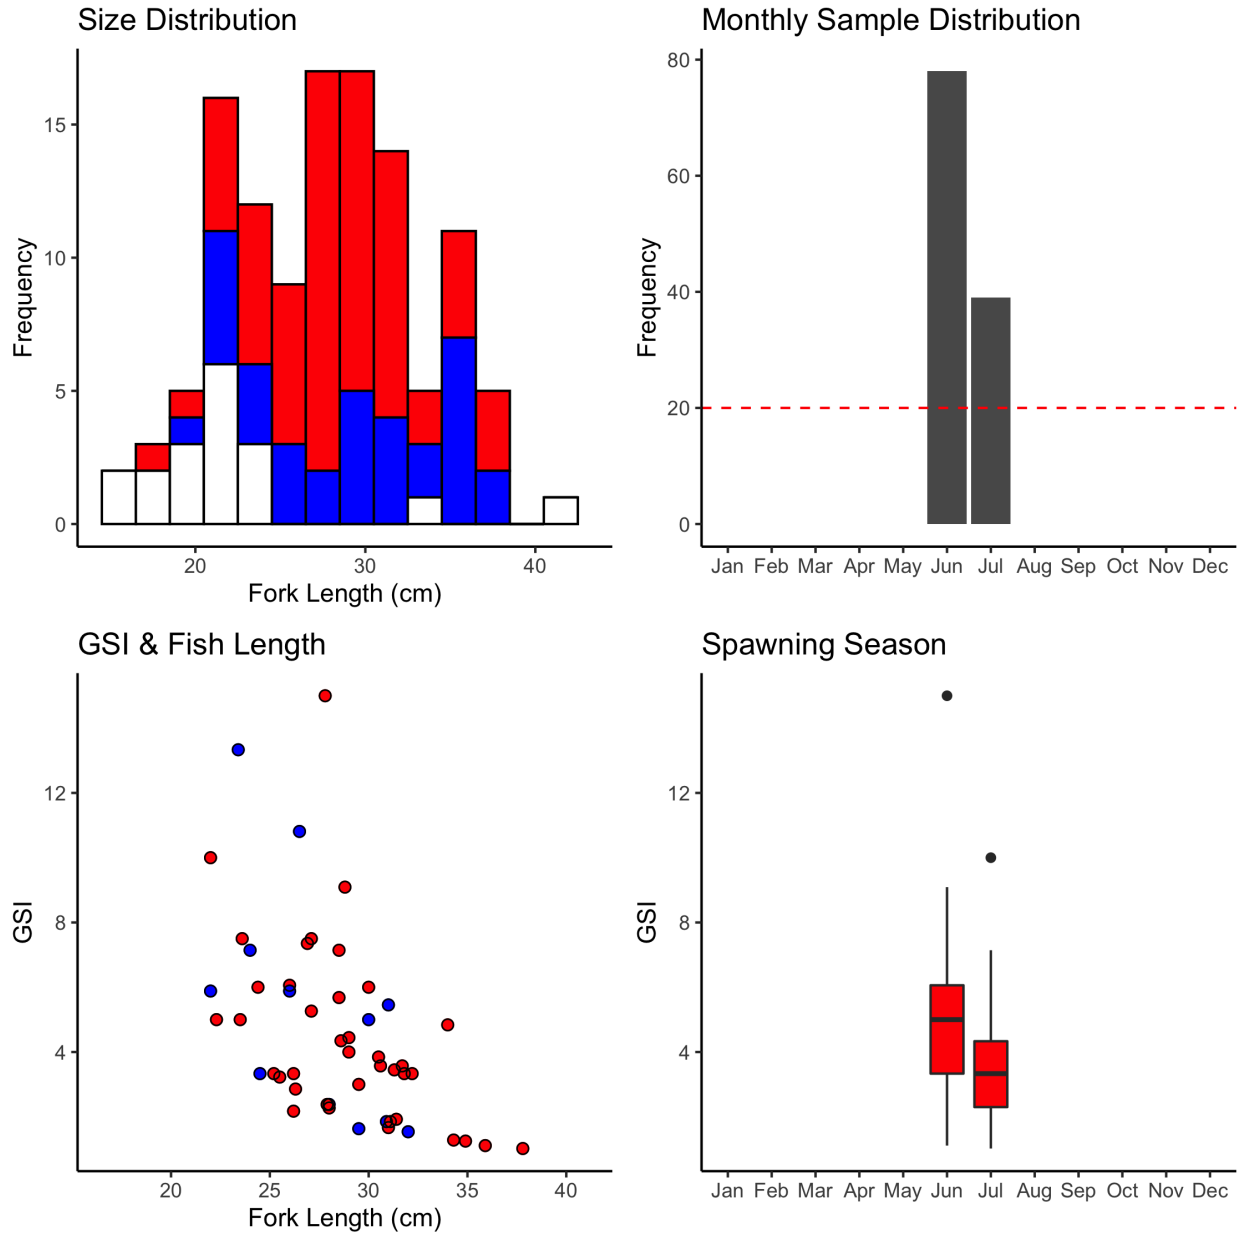 Size Distribution
Frequency
15
10
5
0
20 30 40
Fork Length (cm)
Monthly Sample Distribution
Frequency
80
60
40
20
0
Jan Feb Mar Apr May Jun Jul Aug Sep Oct Nov Dec
GSI & Fish Length
GSI
12
8
4
20 25 30 35 40
Fork Length (cm)
Spawning Season
GSI
12
8
4
Jan Feb Mar Apr May Jun Jul Aug Sep Oct Nov Dec